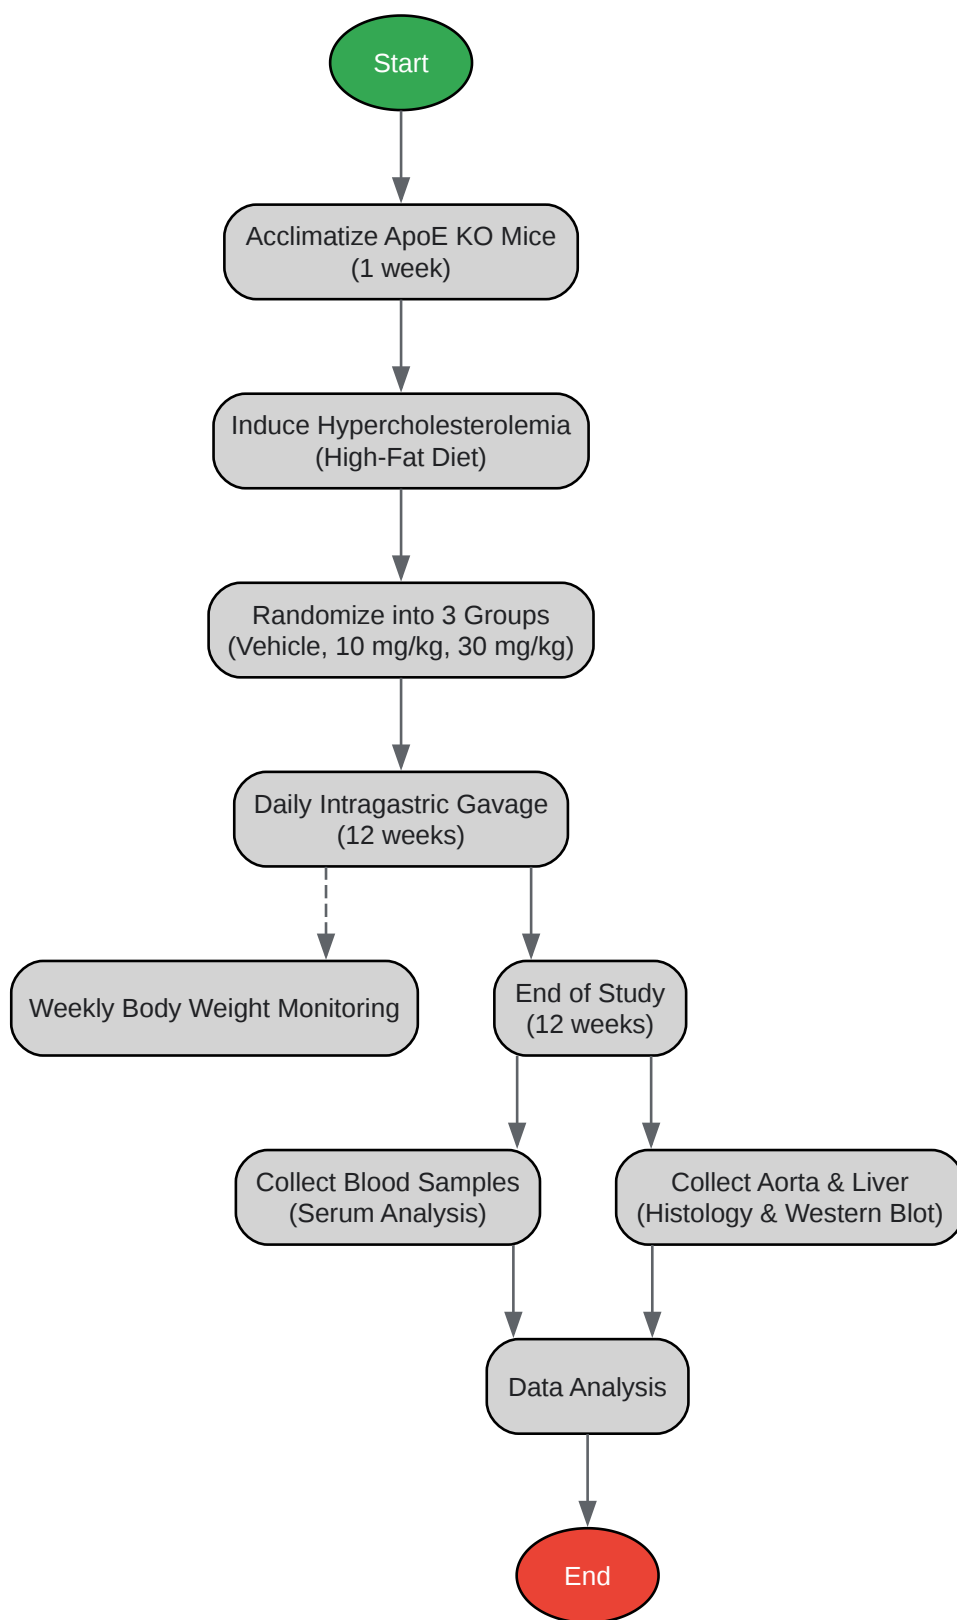 Start
Acclimatize ApoE KO Mice
(1 week)
Induce Hypercholesterolemia
(High-Fat Diet)
Randomize into 3 Groups
(Vehicle, 10 mg/kg, 30 mg/kg)
Daily Intragastric Gavage
(12 weeks)
Weekly Body Weight Monitoring
End of Study
(12 weeks)
Collect Blood Samples
(Serum Analysis)
Collect Aorta & Liver
(Histology & Western Blot)
Data Analysis
End